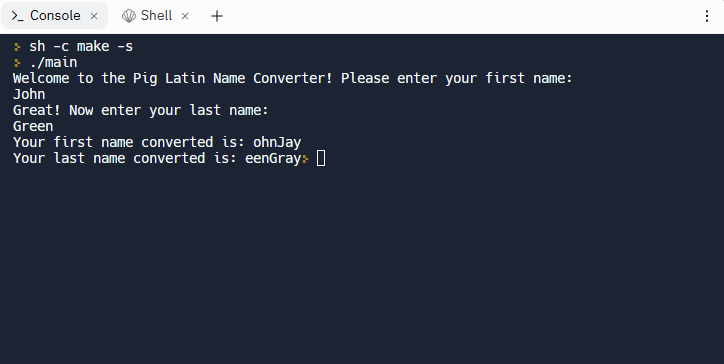 Console × Shell × +
sh -c make -s
./main
Welcome to the Pig Latin Name Converter! Please enter your first name:
John
Great! Now enter your last name:
Green
Your first name converted is: ohnJay
Your last name converted is: eenGray